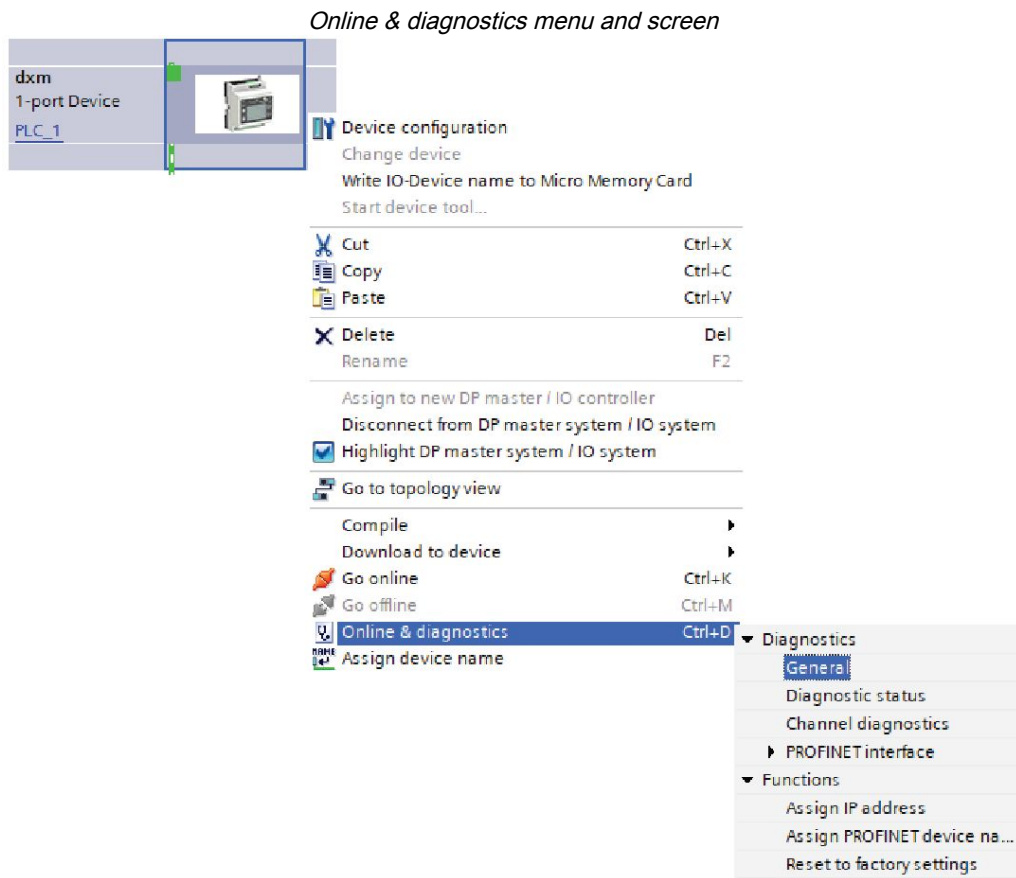 Online & diagnostics menu and screen
dxm
1-port Device
PLC_1
Device configuration
Change device
Write IO-Device name to Micro Memory Card
Start device tool...
Cut Ctrl+X
Copy Ctrl+C
Paste Ctrl+V
Delete Del
Rename F2
Assign to new DP master / IO controller
Disconnect from DP master system / IO system
Highlight DP master system / IO system
Go to topology view
Compile
Download to device
Go online Ctrl+K
Go offline Ctrl+M
Online & diagnostics Ctrl+D
NAME Assign device name
Diagnostics
General
Diagnostic status
Channel diagnostics
PROFINET interface
Functions
Assign IP address
Assign PROFINET device na...
Reset to factory settings